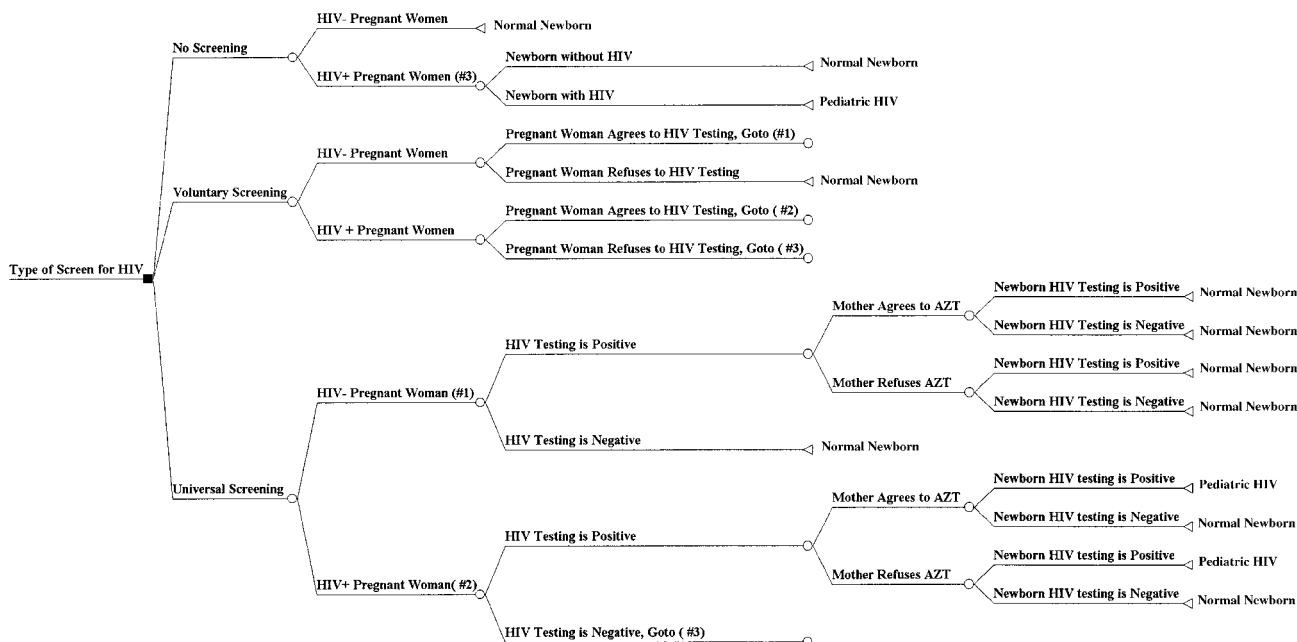 HIV- Pregnant Women
Normal Newborn
No Screening
Newborn without HIV
Normal Newborn
HIV+ Pregnant Women (#3)
Newborn with HIV
Pediatric HIV
Pregnant Woman Agrees to HIV Testing, Goto (#1)
HIV- Pregnant Women
Pregnant Woman Refuses to HIV Testing
Normal Newborn
Voluntary Screening
Pregnant Woman Agrees to HIV Testing, Goto ( #2)
HIV + Pregnant Women
Pregnant Woman Refuses to HIV Testing, Goto ( #3)
Type of Screen for HIV
Newborn HIV Testing is Positive
Normal Newborn
Mother Agrees to AZT
Newborn HIV Testing is Negative
Normal Newborn
HIV Testing is Positive
Newborn HIV Testing is Positive
Normal Newborn
Mother Refuses AZT
Newborn HIV Testing is Negative
Normal Newborn
HIV- Pregnant Woman (#1)
HIV Testing is Negative
Normal Newborn
Universal Screening
Newborn HIV testing is Positive
Pediatric HIV
Mother Agrees to AZT
Newborn HIV testing is Negative
Normal Newborn
HIV Testing is Positive
Newborn HIV testing is Positive
Pediatric HIV
Mother Refuses AZT
Newborn HIV testing is Negative
Normal Newborn
HIV+ Pregnant Woman( #2)
HIV Testing is Negative, Goto ( #3)